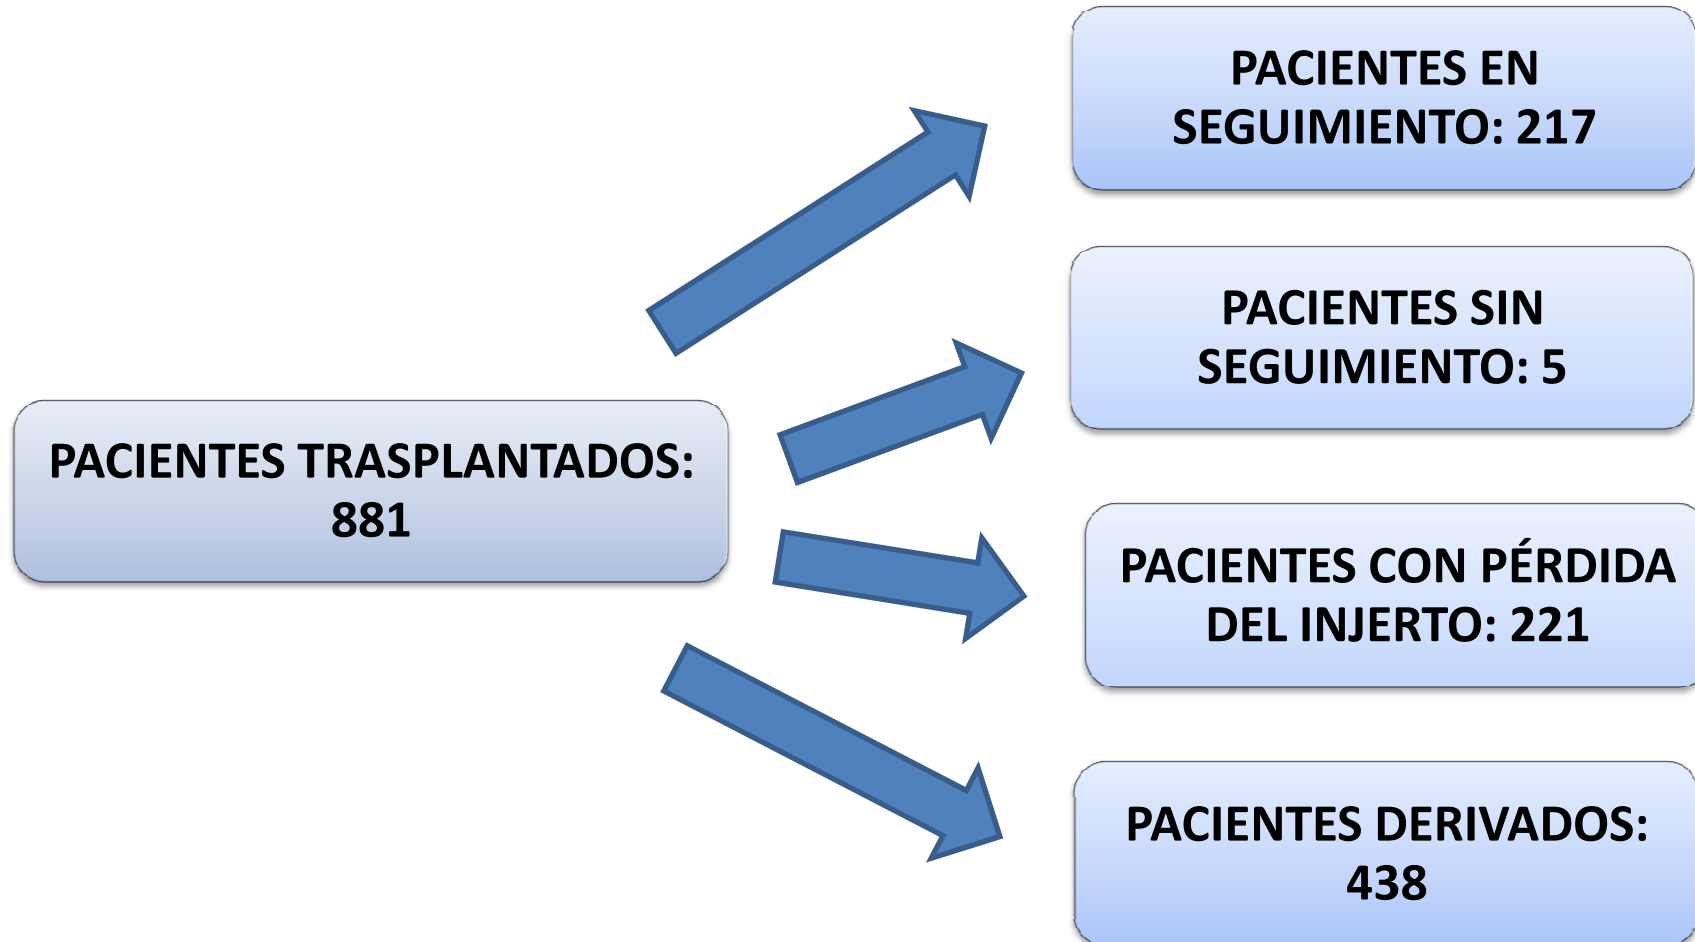 PACIENTES EN
SEGUIMIENTO: 217
PACIENTES SIN
SEGUIMIENTO: 5
PACIENTES TRASPLANTADOS:
881
PACIENTES CON PÉRDIDA
DEL INJERTO: 221
PACIENTES DERIVADOS:
438